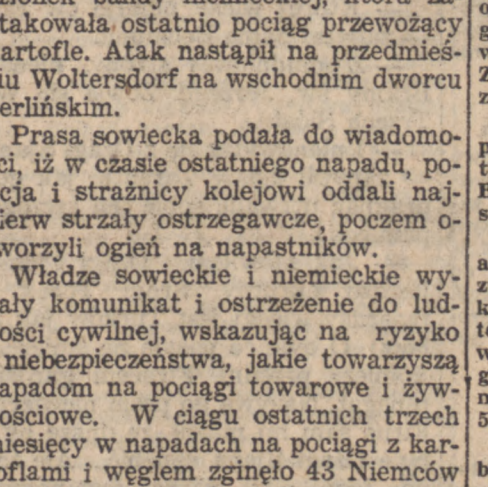 takowała ostatnio pociąg przewożący
artofle. Atak nastąpił na przedmieś-
iu Woltersdorf na wschodnim dworcu
erlińskim.
Prasa sowiecka podała do wiadomo-
ci, iż w czasie ostatniego napadu, po-
cja i strażnicy kolejowi oddali naj-
ierw strzały ostrzegawcze, poczem o-
worzyli ogień na napastników.
Władze sowieckie i niemieckie wy-
ały komunikat i ostrzeżenie do lud-
ości cywilnej, wskazując na ryzyko
niebezpieczeństwa, jakie towarzyszą
apadom na pociągi towarowe i żyw-
ościowe. W ciągu ostatnich trzech
iesięcy w napadach na pociągi z kar-
oflami i węglem zginęło 43 Niemców